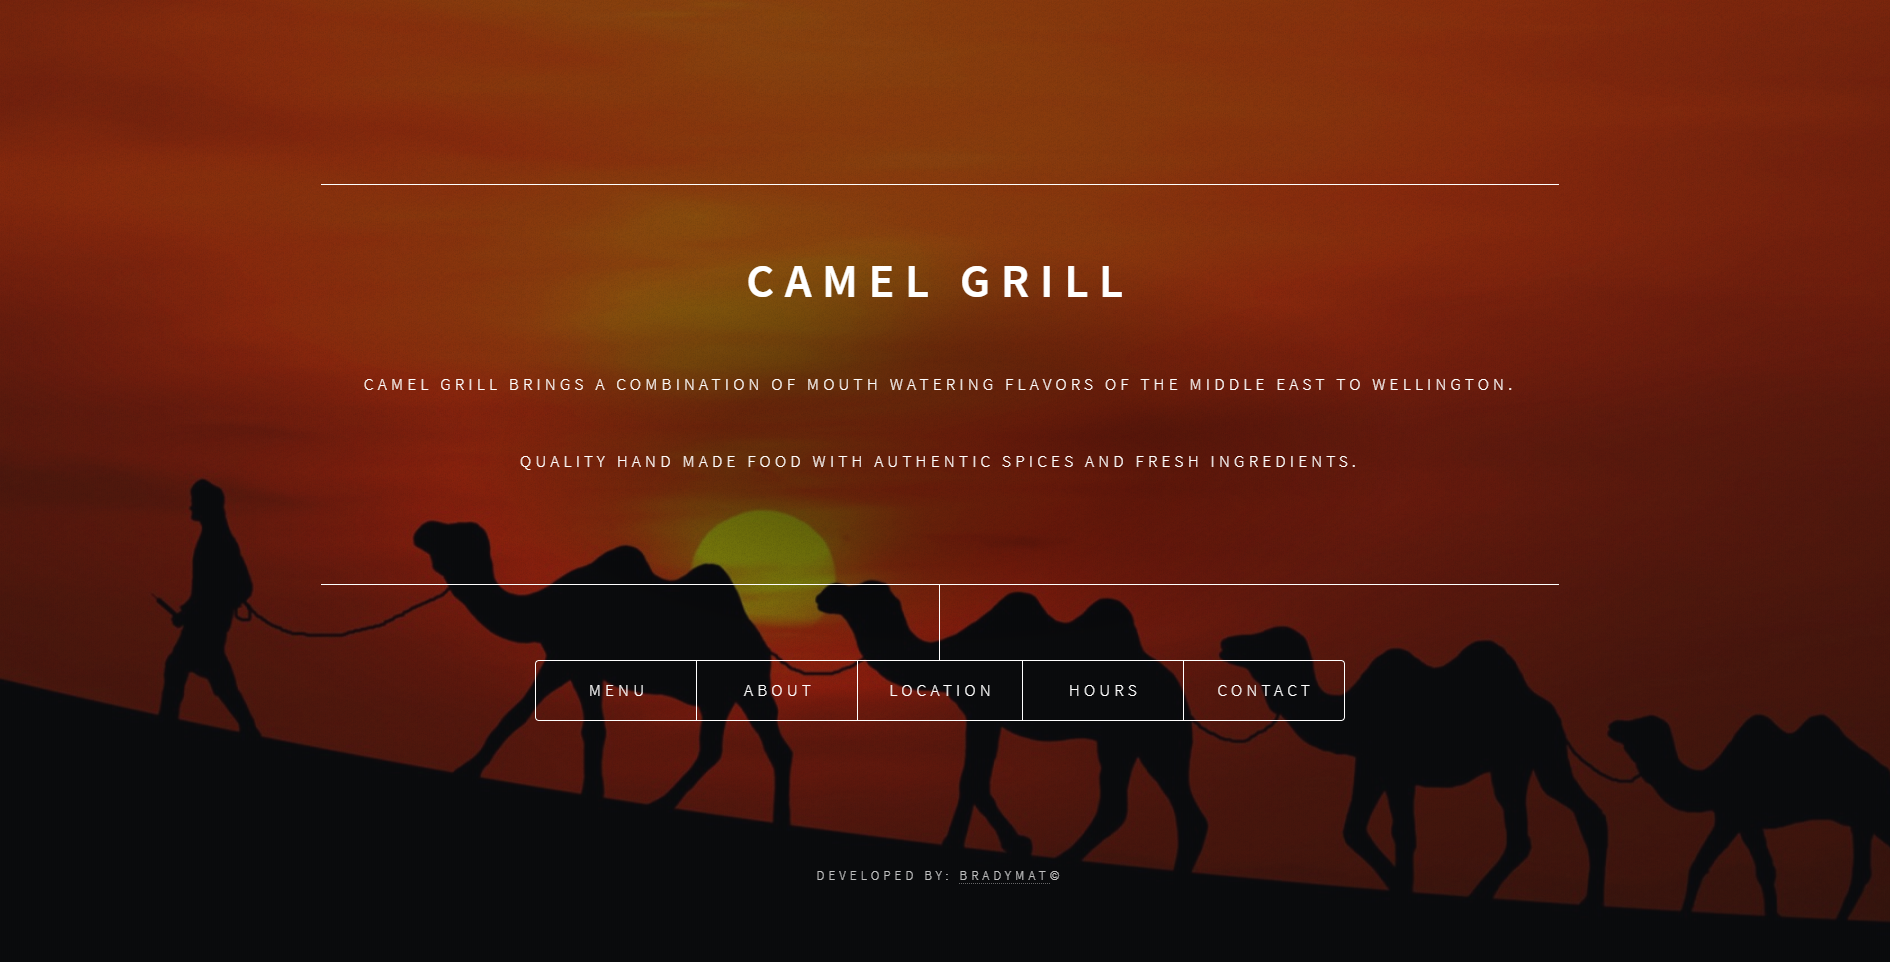 CAMEL GRILL
CAMEL GRILL BRINGS A COMBINATION OF MOUTH WATERING FLAVORS OF THE MIDDLE EAST TO WELLINGTON.
QUALITY HAND MADE FOOD WITH AUTHENTIC SPICES AND FRESH INGREDIENTS.
MENU ABOUT LOCATION HOURS CONTACT
DEVELOPED BY: BRADYMAT©